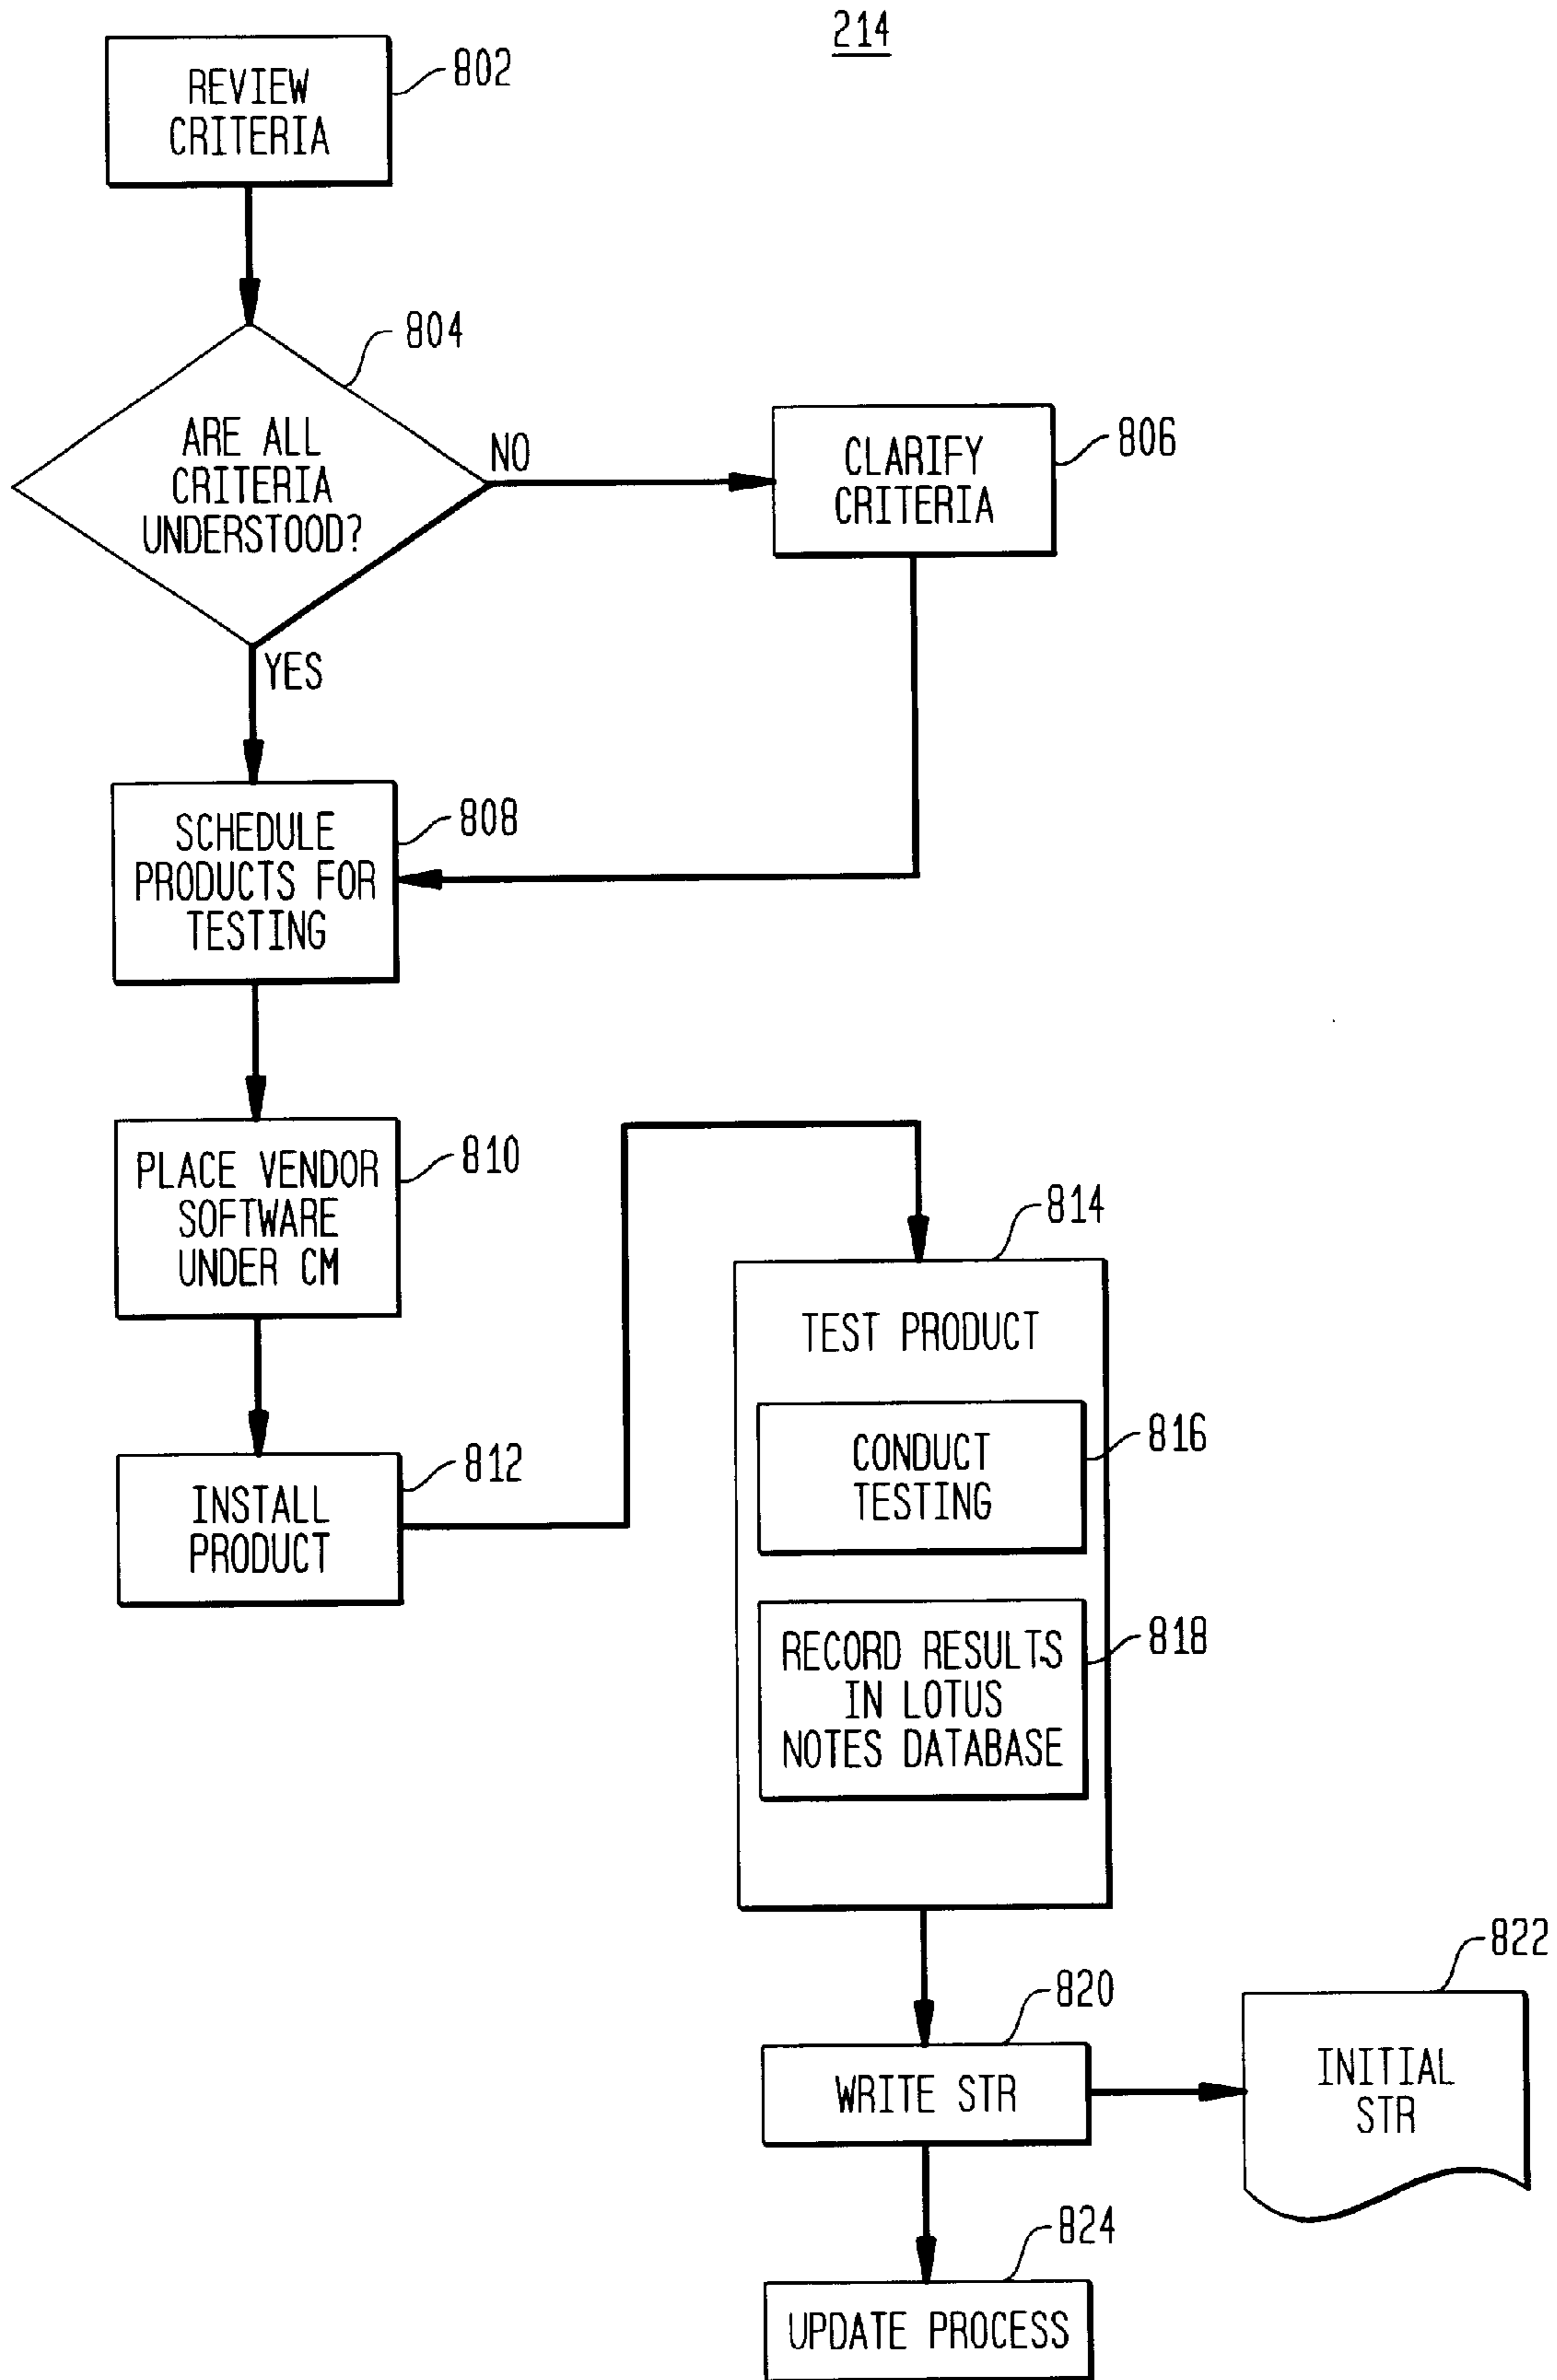 214
REVIEW
CRITERIA
802
804
ARE ALL
CRITERIA
UNDERSTOOD?
NO
YES
CLARIFY
CRITERIA
806
SCHEDULE
PRODUCTS FOR
TESTING
808
PLACE VENDOR
SOFTWARE
UNDER CM
810
INSTALL
PRODUCT
812
814
TEST PRODUCT
CONDUCT
TESTING
816
RECORD RESULTS
IN LOTUS
NOTES DATABASE
818
820
WRITE STR
822
INITIAL
STR
824
UPDATE PROCESS